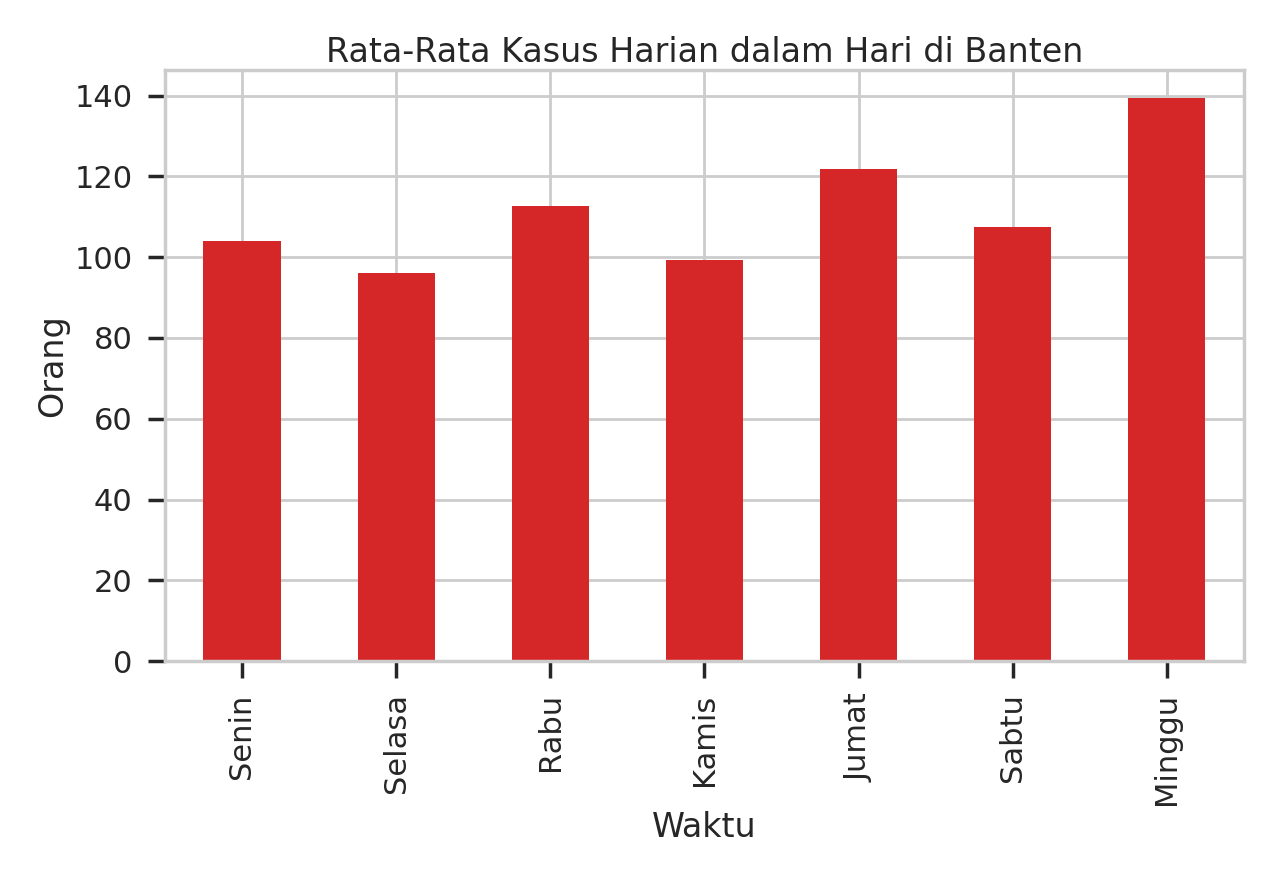 Rata-Rata Kasus Harian dalam Hari di Banten
140
120
100
80
60
40
20
0
Orang
Senin
Selasa
Rabu
Kamis
Jumat
Sabtu
Minggu
Waktu